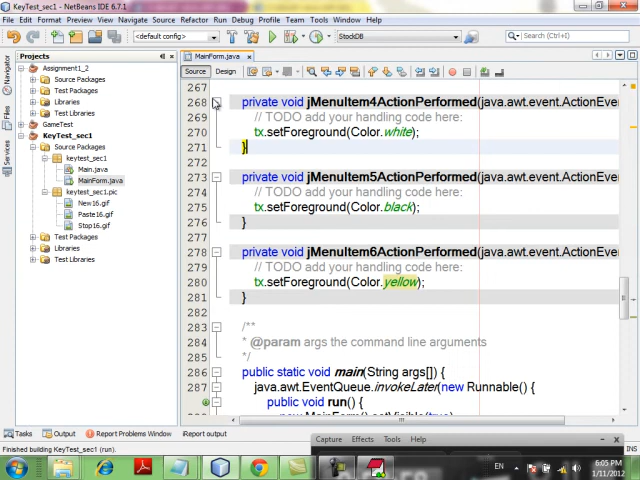 KeyTest_sec1 - NetBeans IDE 6.7.1
File Edit View Navigate Source Refactor Run Debug Profile Team Tools Window Help
<default config>
StockDB
Search (Ctrl+I)
Projects
MainForm.java
Source Design
Navigator
Files
Services
Assignment1_2
Source Packages
Test Packages
Libraries
Test Libraries
GameTest
KeyTest_sec1
Source Packages
keytest_sec1
Main.java
MainForm.java
keytest_sec1.pic
New16.gif
Paste16.gif
Stop16.gif
Test Packages
Libraries
Test Libraries
267
268 private void jMenuItem4ActionPerformed(java.awt.event.ActionEve
269 // TODO add your handling code here:
270 tx.setForeground(Color.white);
271 }
272
273 private void jMenuItem5ActionPerformed(java.awt.event.ActionEve
274 // TODO add your handling code here:
275 tx.setForeground(Color.black);
276 }
277
278 private void jMenuItem6ActionPerformed(java.awt.event.ActionEve
279 // TODO add your handling code here:
280 tx.setForeground(Color.yellow);
281 }
282
283 /**
284 * @param args the command line arguments
285 */
286 public static void main(String args[]) {
287 java.awt.EventQueue.invokeLater(new Runnable() {
public void run() {
289 new MainForm().setVisible(true);
Tasks Output Report Problems Window iReport output
Finished building KeyTest_sec1 (run).
INS
Capture Effects Tools Help
EN
6:05 PM
1/11/2012